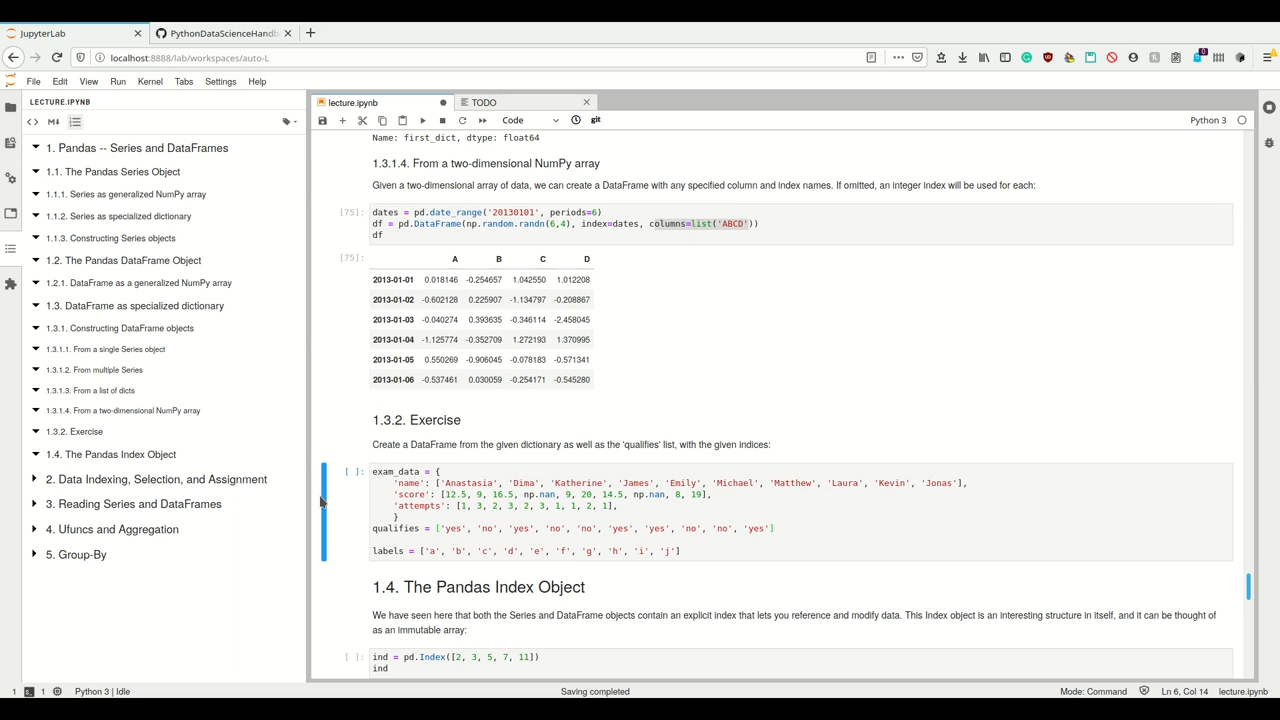 JupyterLab
PythonDataScienceHandb
localhost:8888/lab/workspaces/auto-L
File Edit View Run Kernel Tabs Settings Help
LECTURE.IPYNB
1. Pandas -- Series and DataFrames
1.1. The Pandas Series Object
1.1.1. Series as generalized NumPy array
1.1.2. Series as specialized dictionary
1.1.3. Constructing Series objects
1.2. The Pandas DataFrame Object
1.2.1. DataFrame as a generalized NumPy array
1.3. DataFrame as specialized dictionary
1.3.1. Constructing DataFrame objects
1.3.1.1. From a single Series object
1.3.1.2. From multiple Series
1.3.1.3. From a list of dicts
1.3.1.4. From a two-dimensional NumPy array
1.3.2. Exercise
1.4. The Pandas Index Object
2. Data Indexing, Selection, and Assignment
3. Reading Series and DataFrames
4. Ufuncs and Aggregation
5. Group-By
lecture.ipynb
TODO
Code
git
Python 3
Name: first_dict, dtype: float64
1.3.1.4. From a two-dimensional NumPy array
Given a two-dimensional array of data, we can create a DataFrame with any specified column and index names. If omitted, an integer index will be used for each:
[75]: dates = pd.date_range('20130101', periods=6)
df = pd.DataFrame(np.random.randn(6,4), index=dates, columns=list('ABCD'))
df
[75]: A B C D
2013-01-01 0.018146 -0.254657 1.042550 1.012208
2013-01-02 -0.602128 0.225907 -1.134797 -0.208867
2013-01-03 -0.040274 0.393635 -0.346114 -2.458045
2013-01-04 -1.125774 -0.352709 1.272193 1.370995
2013-01-05 0.550269 -0.906045 -0.078183 -0.571341
2013-01-06 -0.537461 0.030059 -0.254171 -0.545280
1.3.2. Exercise
Create a DataFrame from the given dictionary as well as the 'qualifies' list, with the given indices:
[ ]: exam_data = {
'name': ['Anastasia', 'Dima', 'Katherine', 'James', 'Emily', 'Michael', 'Matthew', 'Laura', 'Kevin', 'Jonas'],
'score': [12.5, 9, 16.5, np.nan, 9, 20, 14.5, np.nan, 8, 19],
'attempts': [1, 3, 2, 3, 2, 3, 1, 1, 2, 1],
}
qualifies = ['yes', 'no', 'yes', 'no', 'no', 'yes', 'yes', 'no', 'no', 'yes']
labels = ['a', 'b', 'c', 'd', 'e', 'f', 'g', 'h', 'i', 'j']
1.4. The Pandas Index Object
We have seen here that both the Series and DataFrame objects contain an explicit index that lets you reference and modify data. This Index object is an interesting structure in itself, and it can be thought of
as an immutable array:
[ ]: ind = pd.Index([2, 3, 5, 7, 11])
ind
1 1 Python 3 | Idle Saving completed Mode: Command Ln 6, Col 14 lecture.ipynb